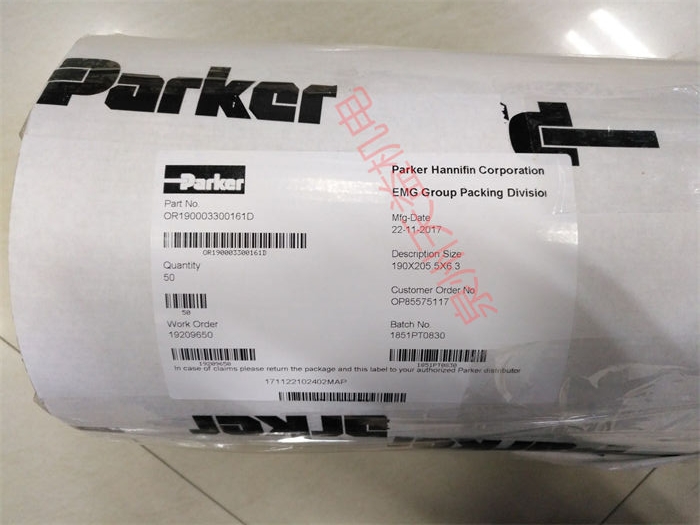 Parker
Parker
Part No.
OR190003300161D
OR190003300161D
Quantity
50
50
Work Order
19209650
19209650
Parker Hannifin Corporation
EMG Group Packing Division
Mfg-Date
22-11-2017
Description Size
190X205.5X6.3
Customer Order No
OP85575117
Batch No.
1851PT0830
1851PT0830
In case of claims please return the package and this label to your authorized Parker distributor
171122102402MAP